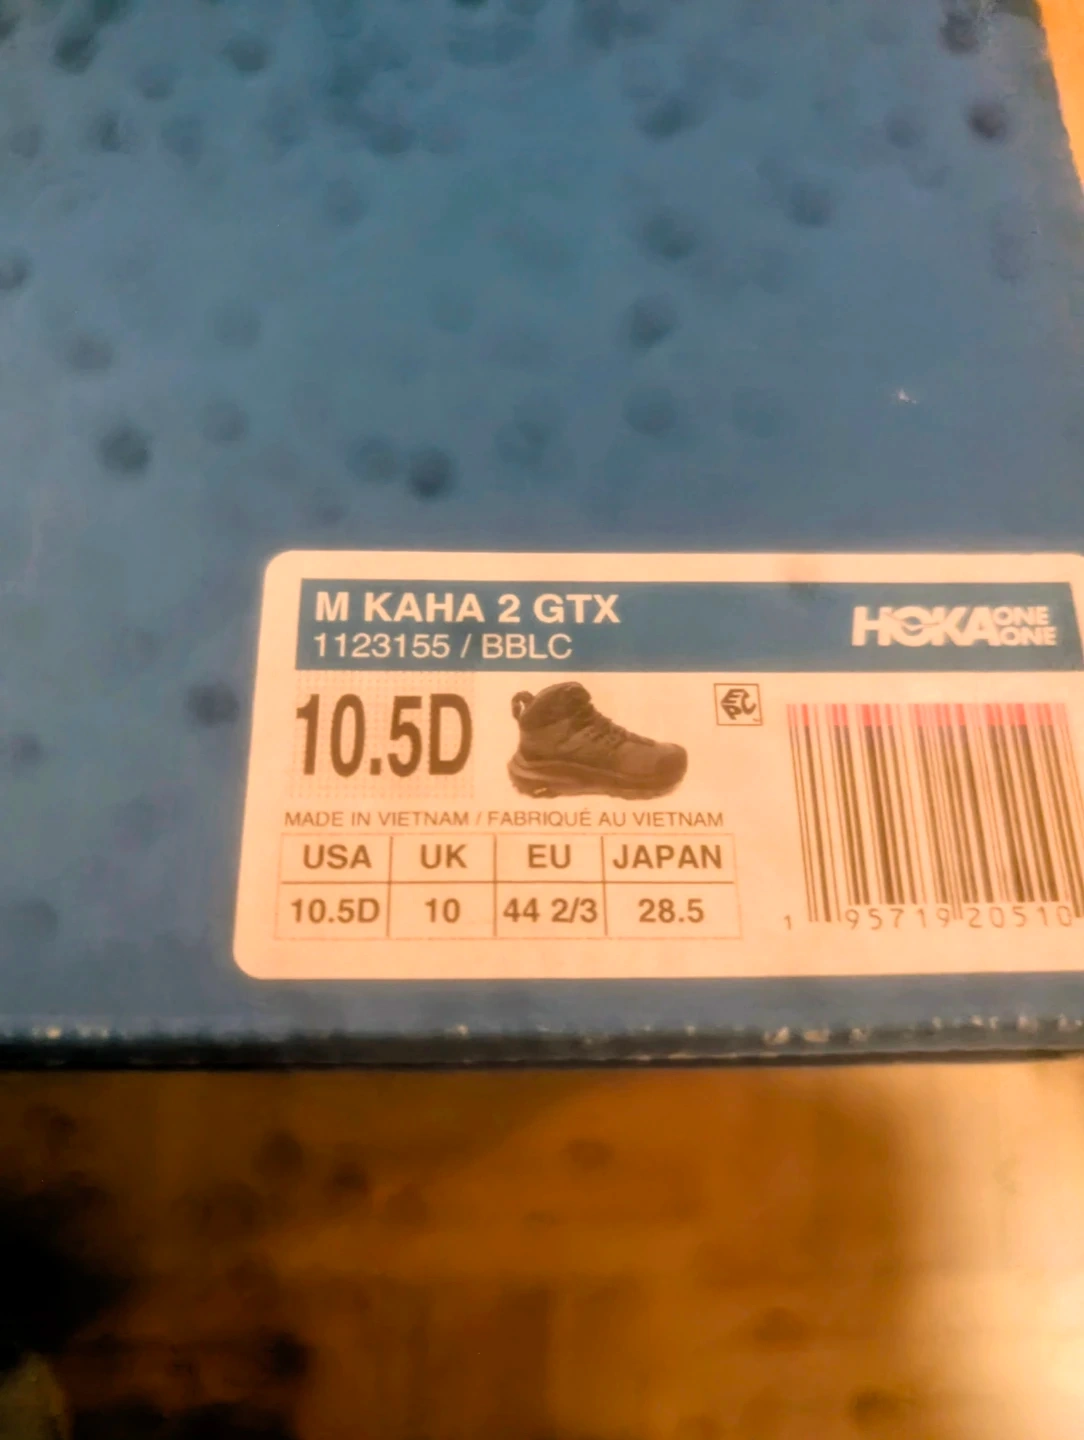 M KAHA 2 GTX
1123155 / BBLC
HOKA ONE ONE
10.5D
EPC
MADE IN VIETNAM / FABRIQUÉ AU VIETNAM
USA UK EU JAPAN
10.5D 10 44 2/3 28.5
1 95719 20510